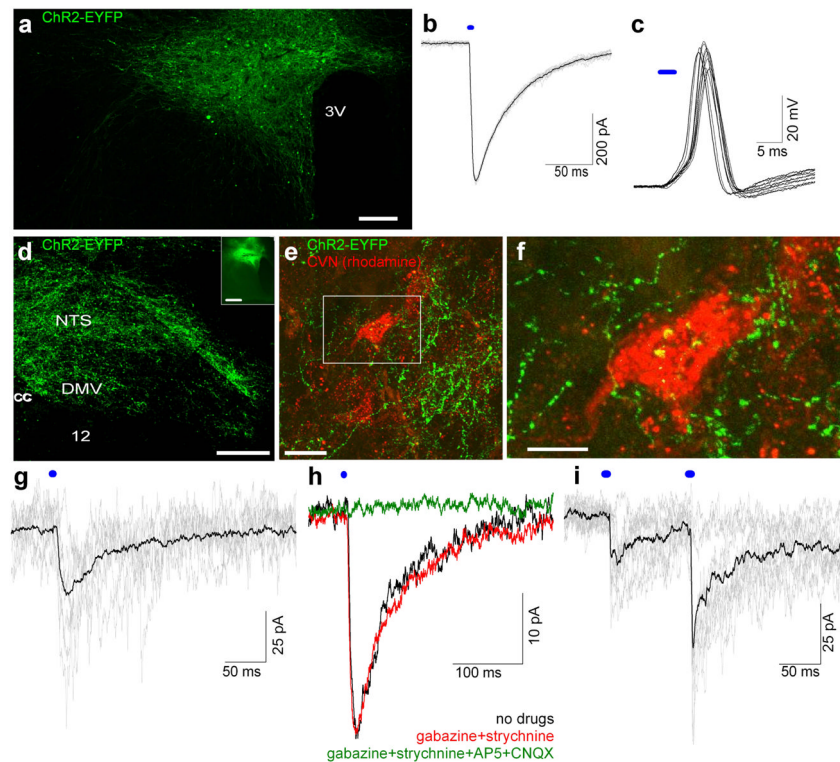 a
ChR2-EYFP
3V
b
50 ms
200 pA
c
5 ms
20 mV
d
ChR2-EYFP
NTS
DMV
cc
12
e
ChR2-EYFP
CVN (rhodamine)
f
g
50 ms
25 pA
h
100 ms
10 pA
no drugs
gabazine+strychnine
gabazine+strychnine+AP5+CNQX
i
50 ms
25 pA